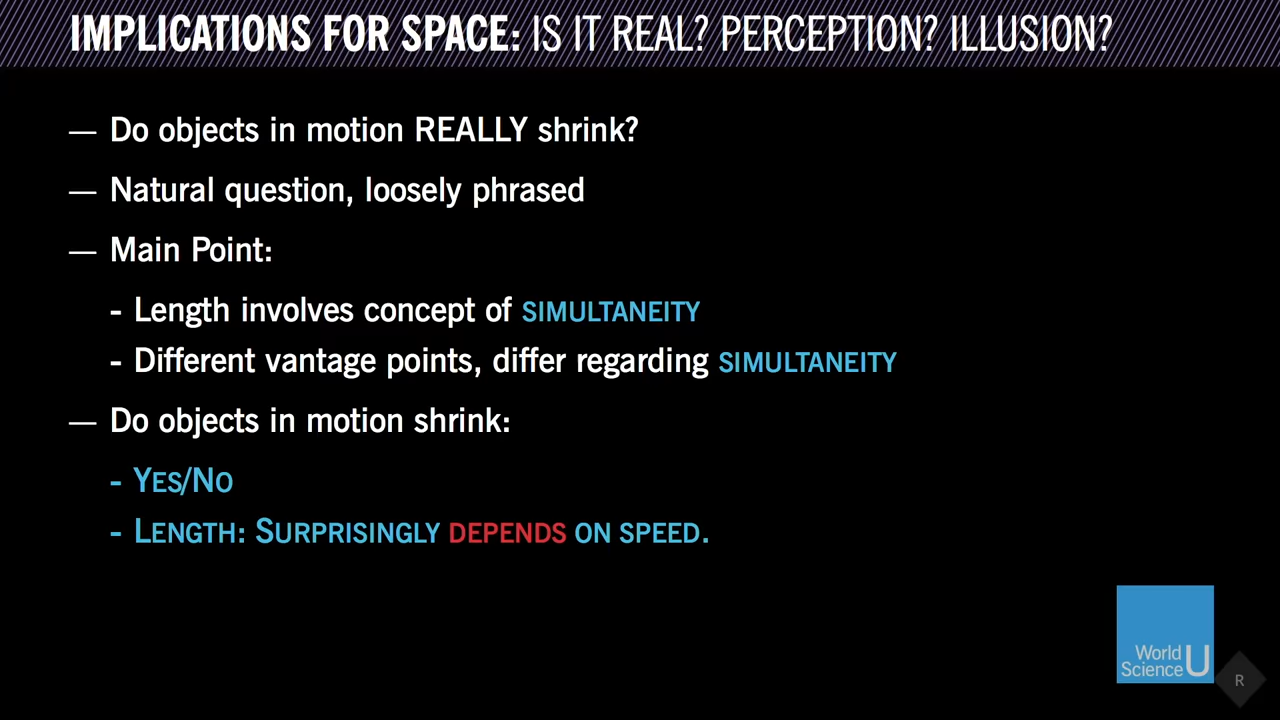 IMPLICATIONS FOR SPACE: IS IT REAL? PERCEPTION? ILLUSION?
— Do objects in motion REALLY shrink?
— Natural question, loosely phrased
— Main Point:
- Length involves concept of SIMULTANEITY
- Different vantage points, differ regarding SIMULTANEITY
— Do objects in motion shrink:
- YES/NO
- LENGTH: SURPRISINGLY DEPENDS ON SPEED.
World
Science U
R